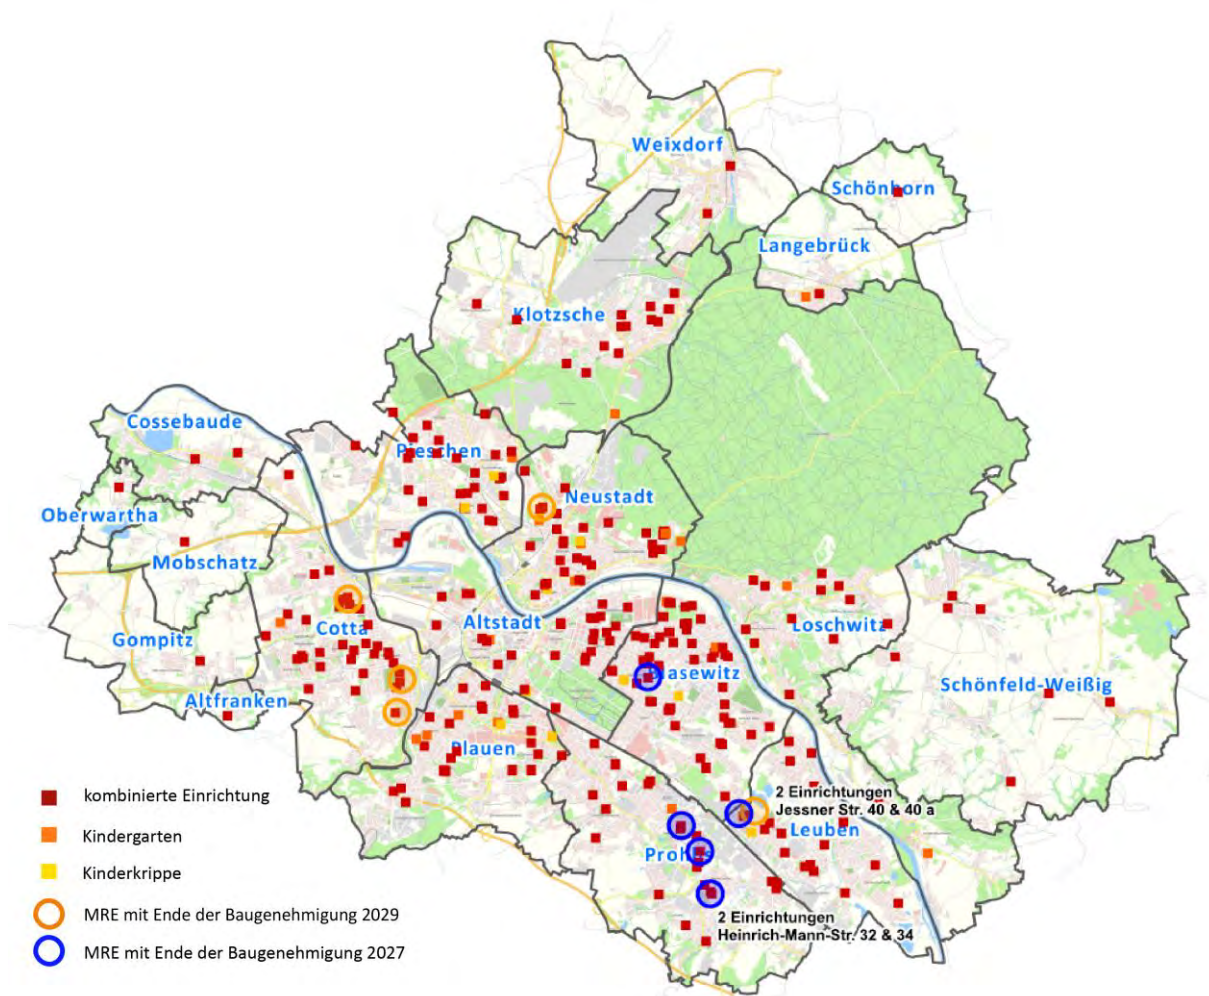 Weixdorf
Schönborn
Langebrück
Klotzsche
Cossebaude
Pieschen
Neustadt
Oberwartha
Mobschatz
Gompitz
Cotta
Altstadt
Loschwitz
Altfranken
Blasewitz
Schönfeld-Weißig
Plauen
2 Einrichtungen
Jessner Str. 40 & 40 a
Leuben
Prohlis
2 Einrichtungen
Heinrich-Mann-Str. 32 & 34
kombinierte Einrichtung
Kindergarten
Kinderkrippe
MRE mit Ende der Baugenehmigung 2029
MRE mit Ende der Baugenehmigung 2027